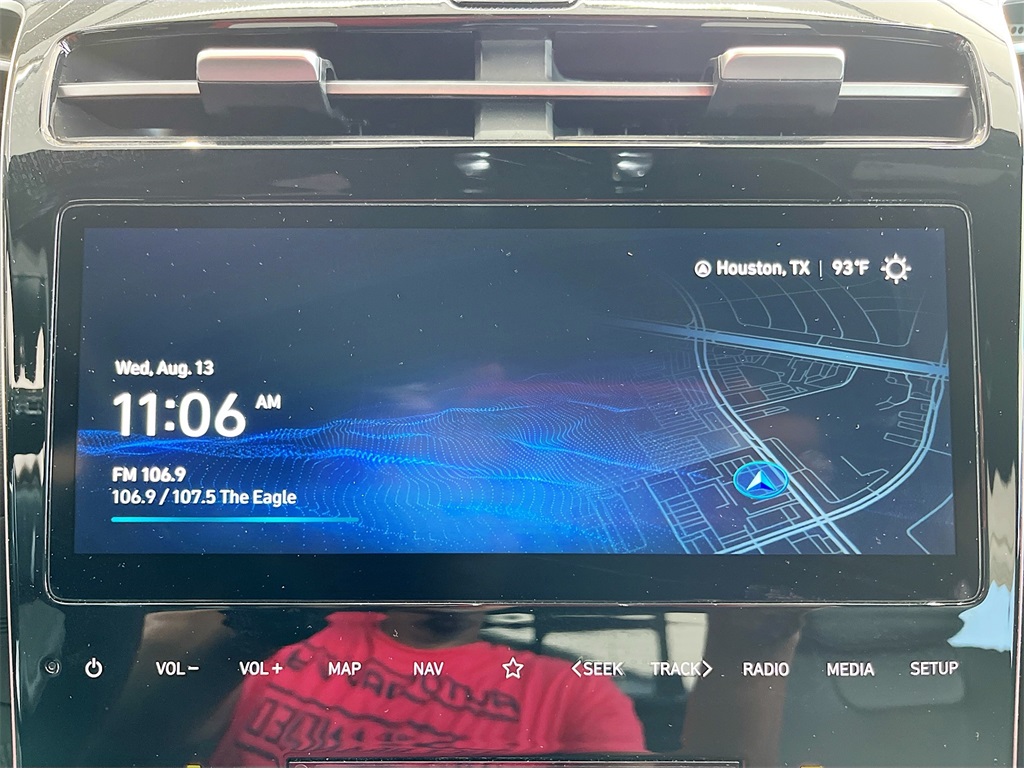 Houston, TX | 93°F
Wed, Aug. 13
11:06 AM
FM 106.9
106.9 / 107.5 The Eagle
VOL− VOL+ MAP NAV <SEEK TRACK> RADIO MEDIA SETUP